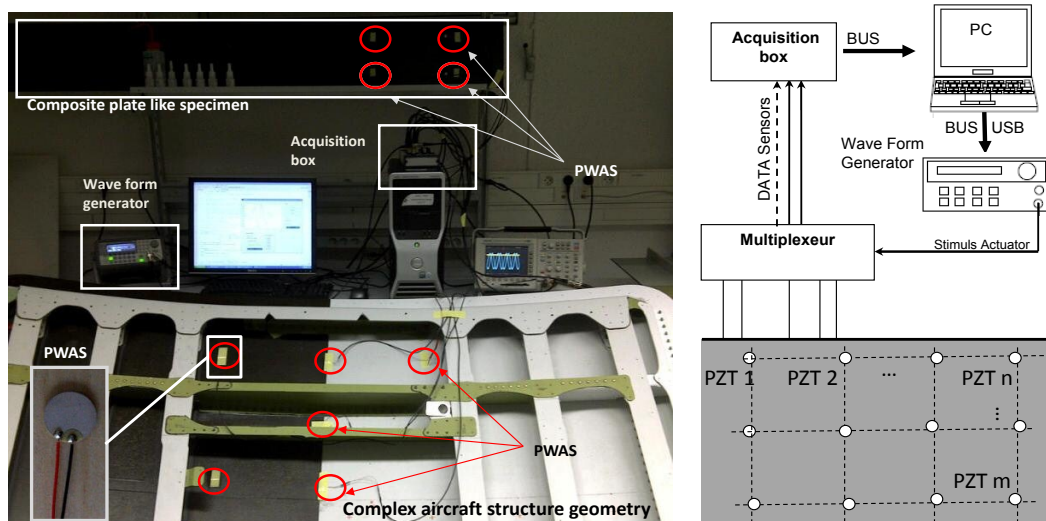 Composite plate like specimen
Acquisition
box
PWAS
Wave form
generator
PWAS
PWAS
Complex aircraft structure geometry
Acquisition
box
BUS
PC
DATA Sensors
BUS
USB
Wave Form
Generator
Multiplexeur
Stimuls Actuator
PZT 1
PZT 2
...
PZT n
...
PZT m